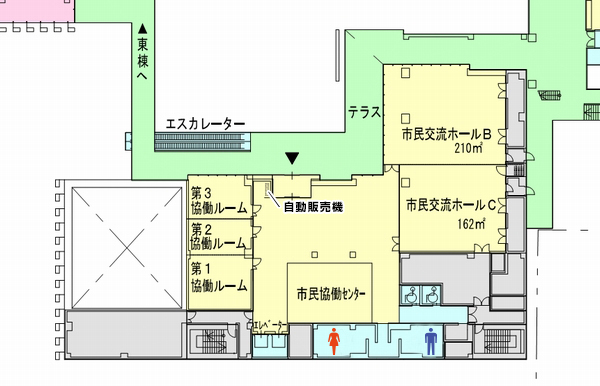 ▲東棟へ
エスカレーター
テラス
市民交流ホールB
210㎡
第3
協働ルーム
自動販売機
市民交流ホールC
162㎡
第2
協働ルーム
第1
協働ルーム
市民協働センター
エレベーター